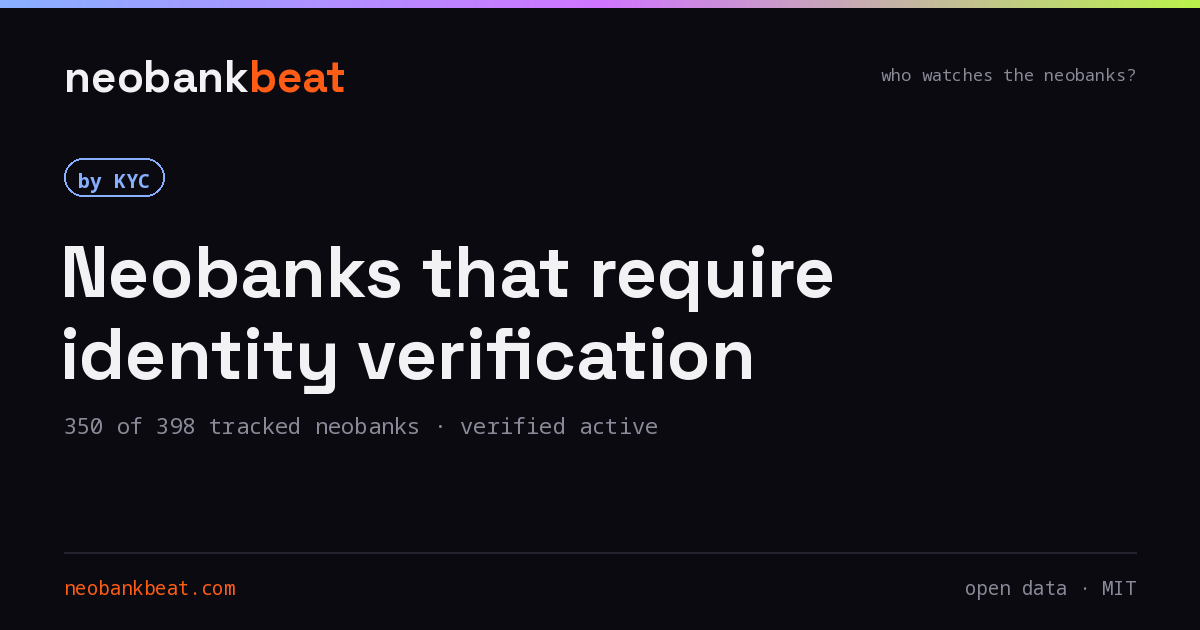 neobankbeat
who watches the neobanks?
by KYC
Neobanks that require
identity verification
350 of 398 tracked neobanks · verified active
neobankbeat.com
open data · MIT